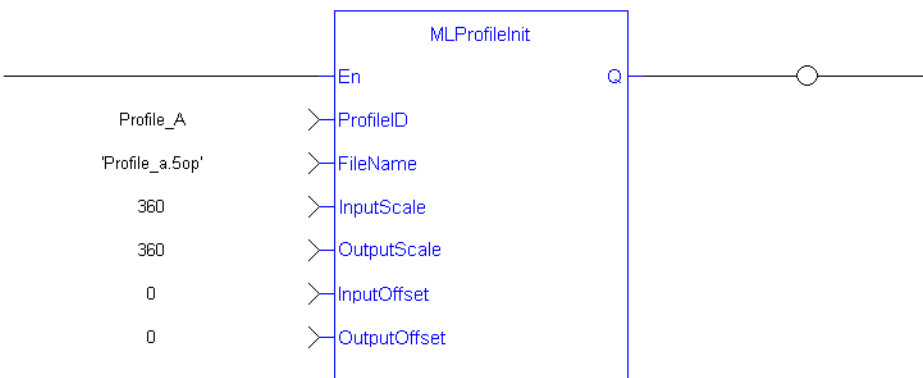 MLProfileInit
En Q
Profile_A ProfileID
'Profile_a.5op' FileName
360 InputScale
360 OutputScale
0 InputOffset
0 OutputOffset